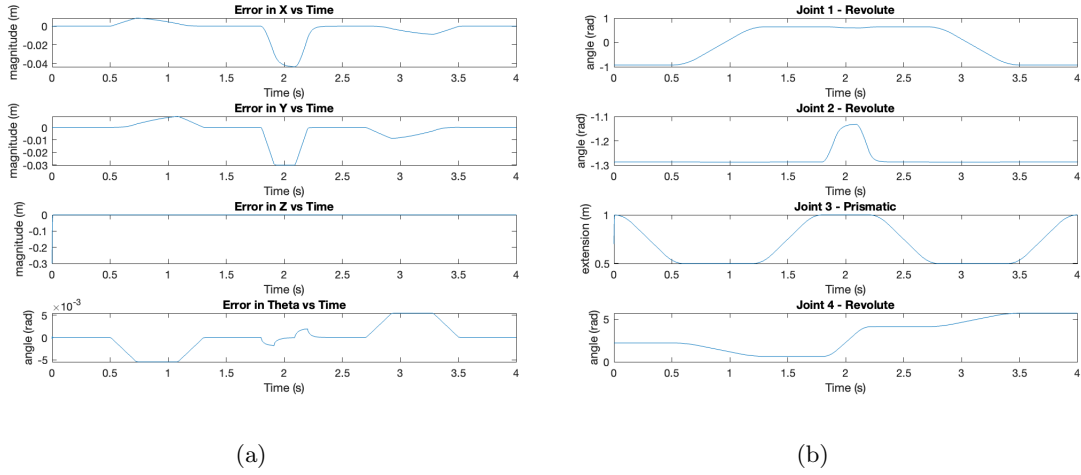 Error in X vs Time
magnitude (m)
0
-0.02
-0.04
0 0.5 1 1.5 2 2.5 3 3.5 4
Time (s)
Error in Y vs Time
magnitude (m)
0
-0.01
-0.02
-0.03
0 0.5 1 1.5 2 2.5 3 3.5 4
Time (s)
Error in Z vs Time
magnitude (m)
0
-0.1
-0.2
-0.3
0 0.5 1 1.5 2 2.5 3 3.5 4
Time (s)
×10-3
Error in Theta vs Time
angle (rad)
5
0
-5
0 0.5 1 1.5 2 2.5 3 3.5 4
Time (s)
(a)
Joint 1 - Revolute
angle (rad)
1
0
-1
0 0.5 1 1.5 2 2.5 3 3.5 4
Time (s)
Joint 2 - Revolute
angle (rad)
-1.1
-1.2
-1.3
0 0.5 1 1.5 2 2.5 3 3.5 4
Time (s)
Joint 3 - Prismatic
extension (m)
1
0.5
0 0.5 1 1.5 2 2.5 3 3.5 4
Time (s)
Joint 4 - Revolute
angle (rad)
5
0
0 0.5 1 1.5 2 2.5 3 3.5 4
Time (s)
(b)